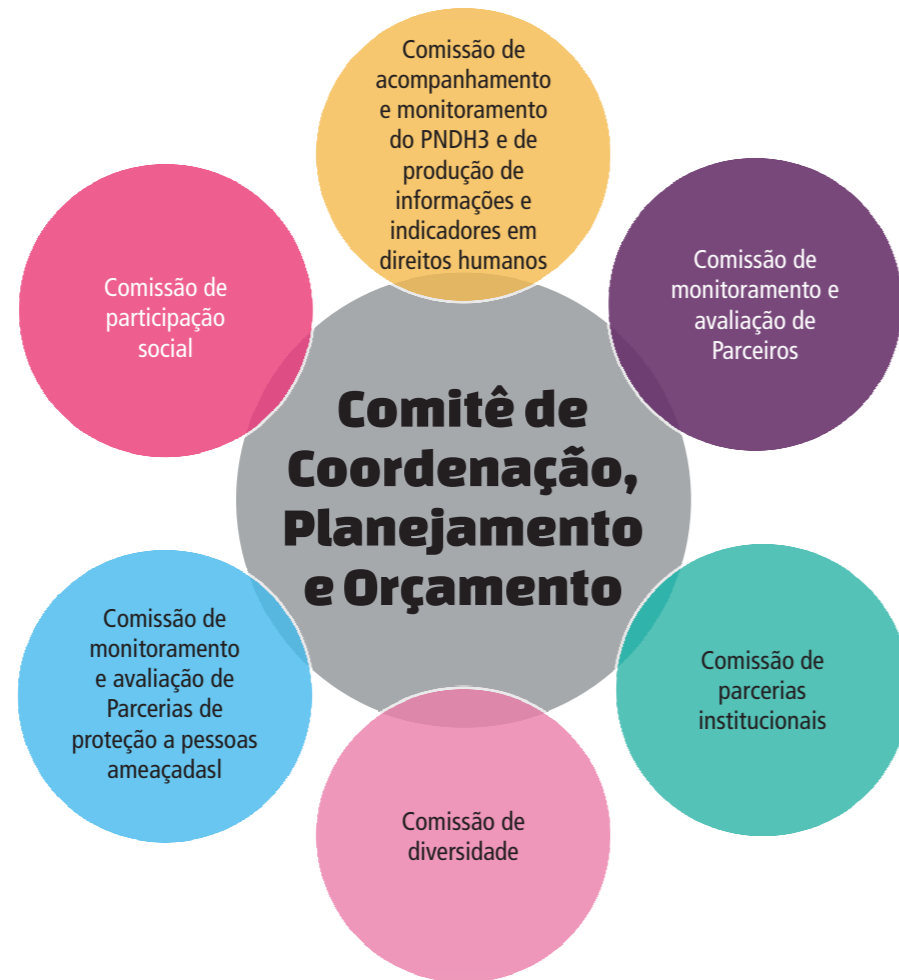 Comissão de
acompanhamento
e monitoramento
do PNDH3 e de
produção de
informações e
indicadores em
direitos humanos
Comissão de
monitoramento e
avaliação de
Parceiros
Comissão de
participação
social
Comitê de
Coordenação,
Planejamento
e Orçamento
Comissão de
monitoramento
e avaliação de
Parcerias de
proteção a pessoas
ameaçadasl
Comissão de
parcerias
institucionais
Comissão de
diversidade